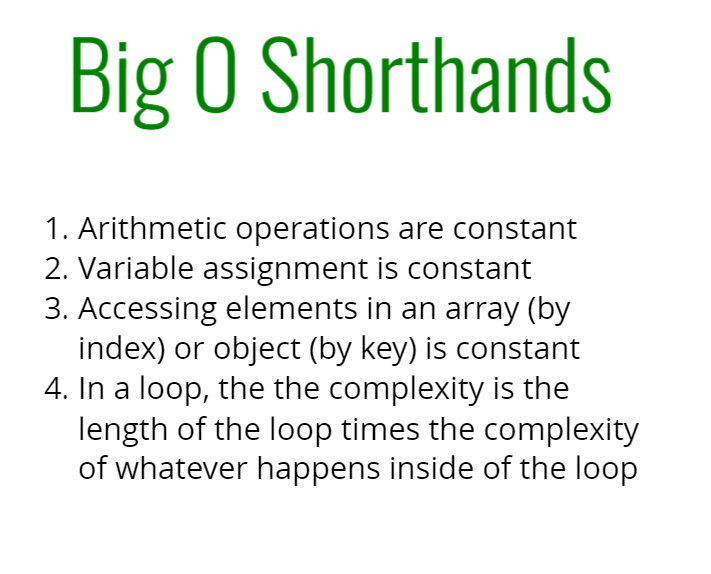 Big O Shorthands
1. Arithmetic operations are constant
2. Variable assignment is constant
3. Accessing elements in an array (by
index) or object (by key) is constant
4. In a loop, the the complexity is the
length of the loop times the complexity
of whatever happens inside of the loop